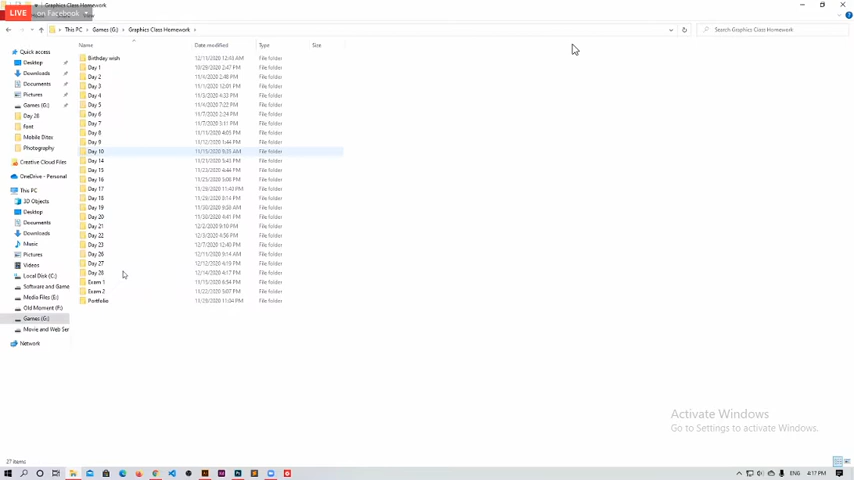 Graphics Class Homework
LIVE on Facebook
View
This PC > Games (G:) > Graphics Class Homework >
Search Graphics Class Homework
Name Date modified Type Size
Quick access
Desktop
Downloads
Documents
Pictures
Games (G:)
Day 28
Font
Mobile Ditex
Photography
Creative Cloud Files
OneDrive - Personal
This PC
3D Objects
Desktop
Documents
Downloads
Music
Pictures
Videos
Local Disk (C:)
Software and Game
Media Files (E:)
Old Moment (F:)
Games (G:)
Movie and Web Ser
Network
Birthday wish 12/11/2020 12:43 AM File folder
Day 1 10/29/2020 2:47 PM File folder
Day 2 11/4/2020 2:48 PM File folder
Day 3 11/1/2020 12:01 PM File folder
Day 4 11/3/2020 4:33 PM File folder
Day 5 11/4/2020 7:22 PM File folder
Day 6 11/7/2020 2:24 PM File folder
Day 7 11/7/2020 5:11 PM File folder
Day 8 11/11/2020 4:03 PM File folder
Day 9 11/12/2020 1:44 PM File folder
Day 10 11/15/2020 9:35 AM File folder
Day 14 11/21/2020 5:41 PM File folder
Day 15 11/23/2020 4:44 PM File folder
Day 16 11/25/2020 5:08 PM File folder
Day 17 11/28/2020 11:43 PM File folder
Day 18 11/29/2020 8:14 PM File folder
Day 19 11/30/2020 9:56 AM File folder
Day 20 11/30/2020 4:41 PM File folder
Day 21 12/2/2020 9:10 PM File folder
Day 22 12/3/2020 4:56 PM File folder
Day 23 12/7/2020 12:40 PM File folder
Day 26 12/11/2020 9:14 AM File folder
Day 27 12/12/2020 4:19 PM File folder
Day 28 12/14/2020 4:17 PM File folder
Exam 1 11/15/2020 6:54 PM File folder
Exam 2 11/22/2020 5:07 PM File folder
Portfolio 11/29/2020 11:04 PM File folder
Activate Windows
Go to Settings to activate Windows.
27 items
ENG 4:17 PM